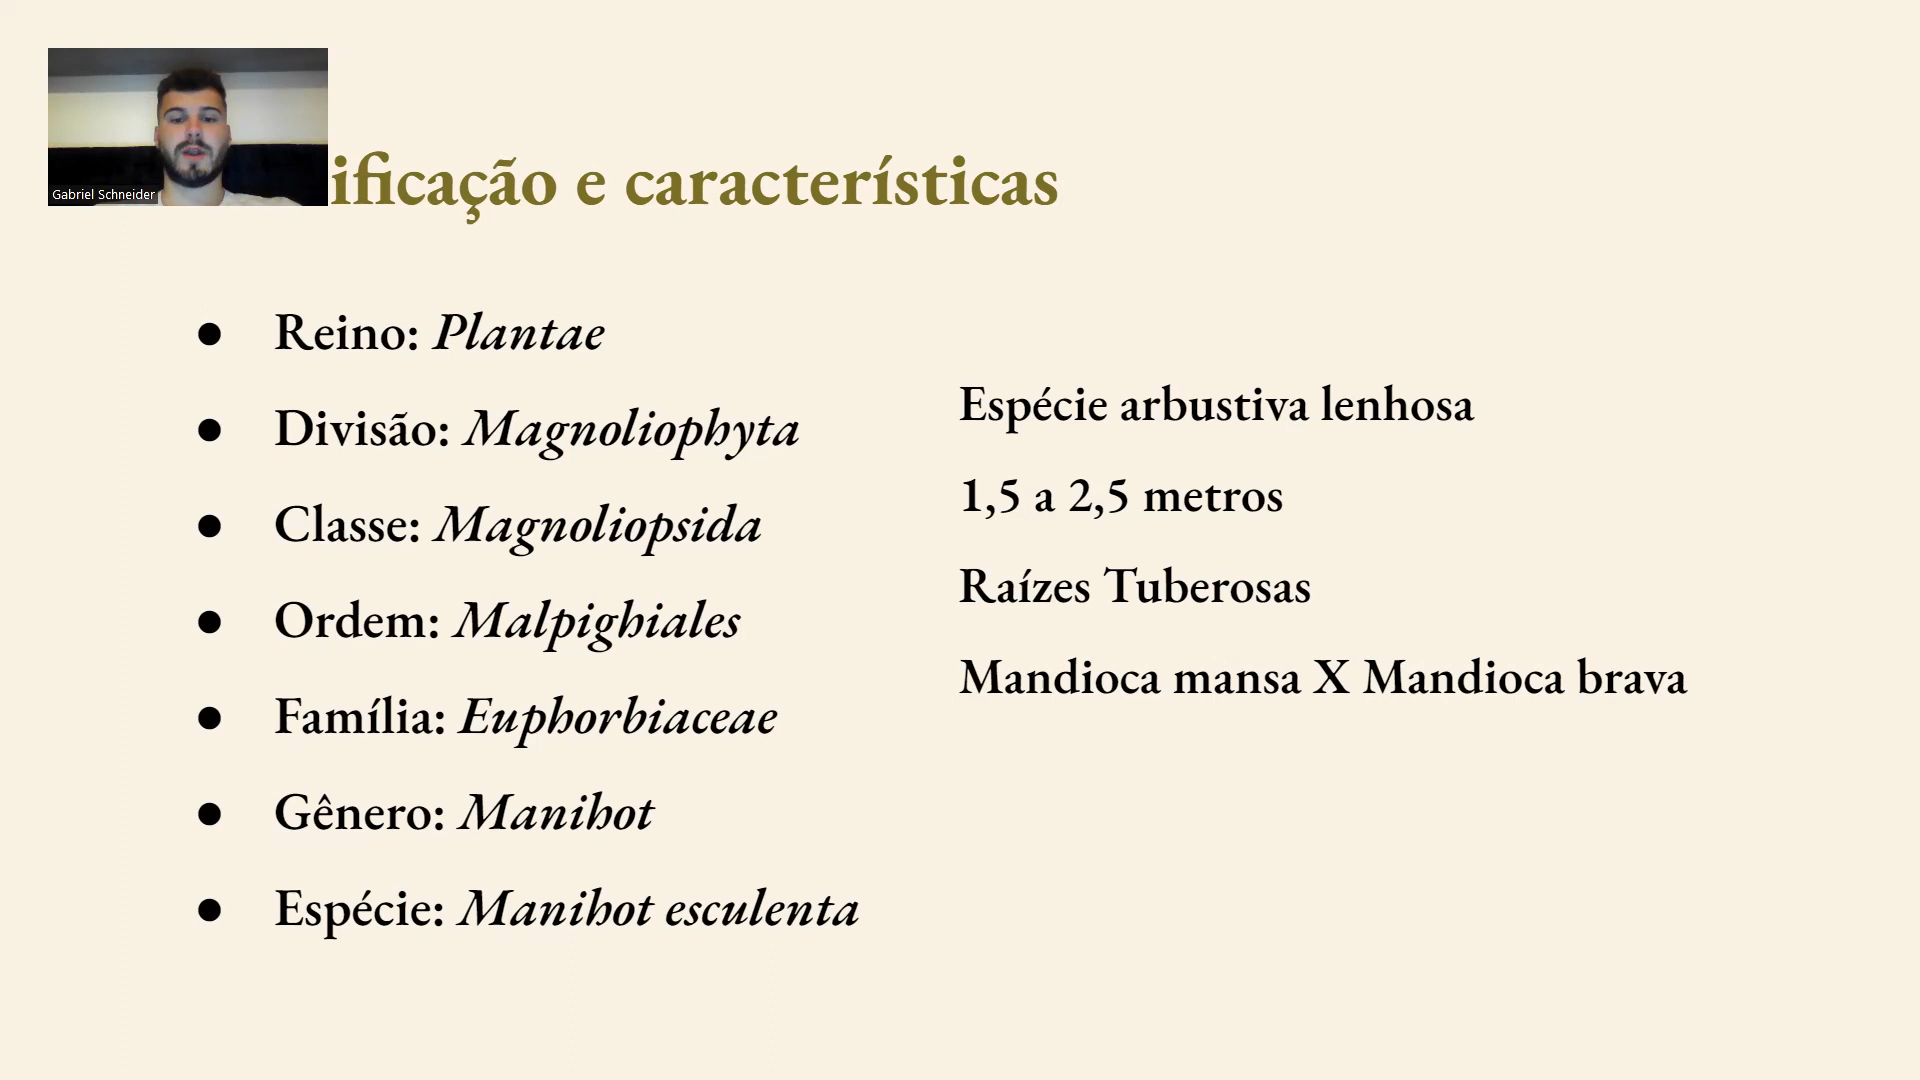 Gabriel Schneider
ificação e características
● Reino: Plantae
● Divisão: Magnoliophyta
● Classe: Magnoliopsida
● Ordem: Malpighiales
● Família: Euphorbiaceae
● Gênero: Manihot
● Espécie: Manihot esculenta
Espécie arbustiva lenhosa
1,5 a 2,5 metros
Raízes Tuberosas
Mandioca mansa X Mandioca brava